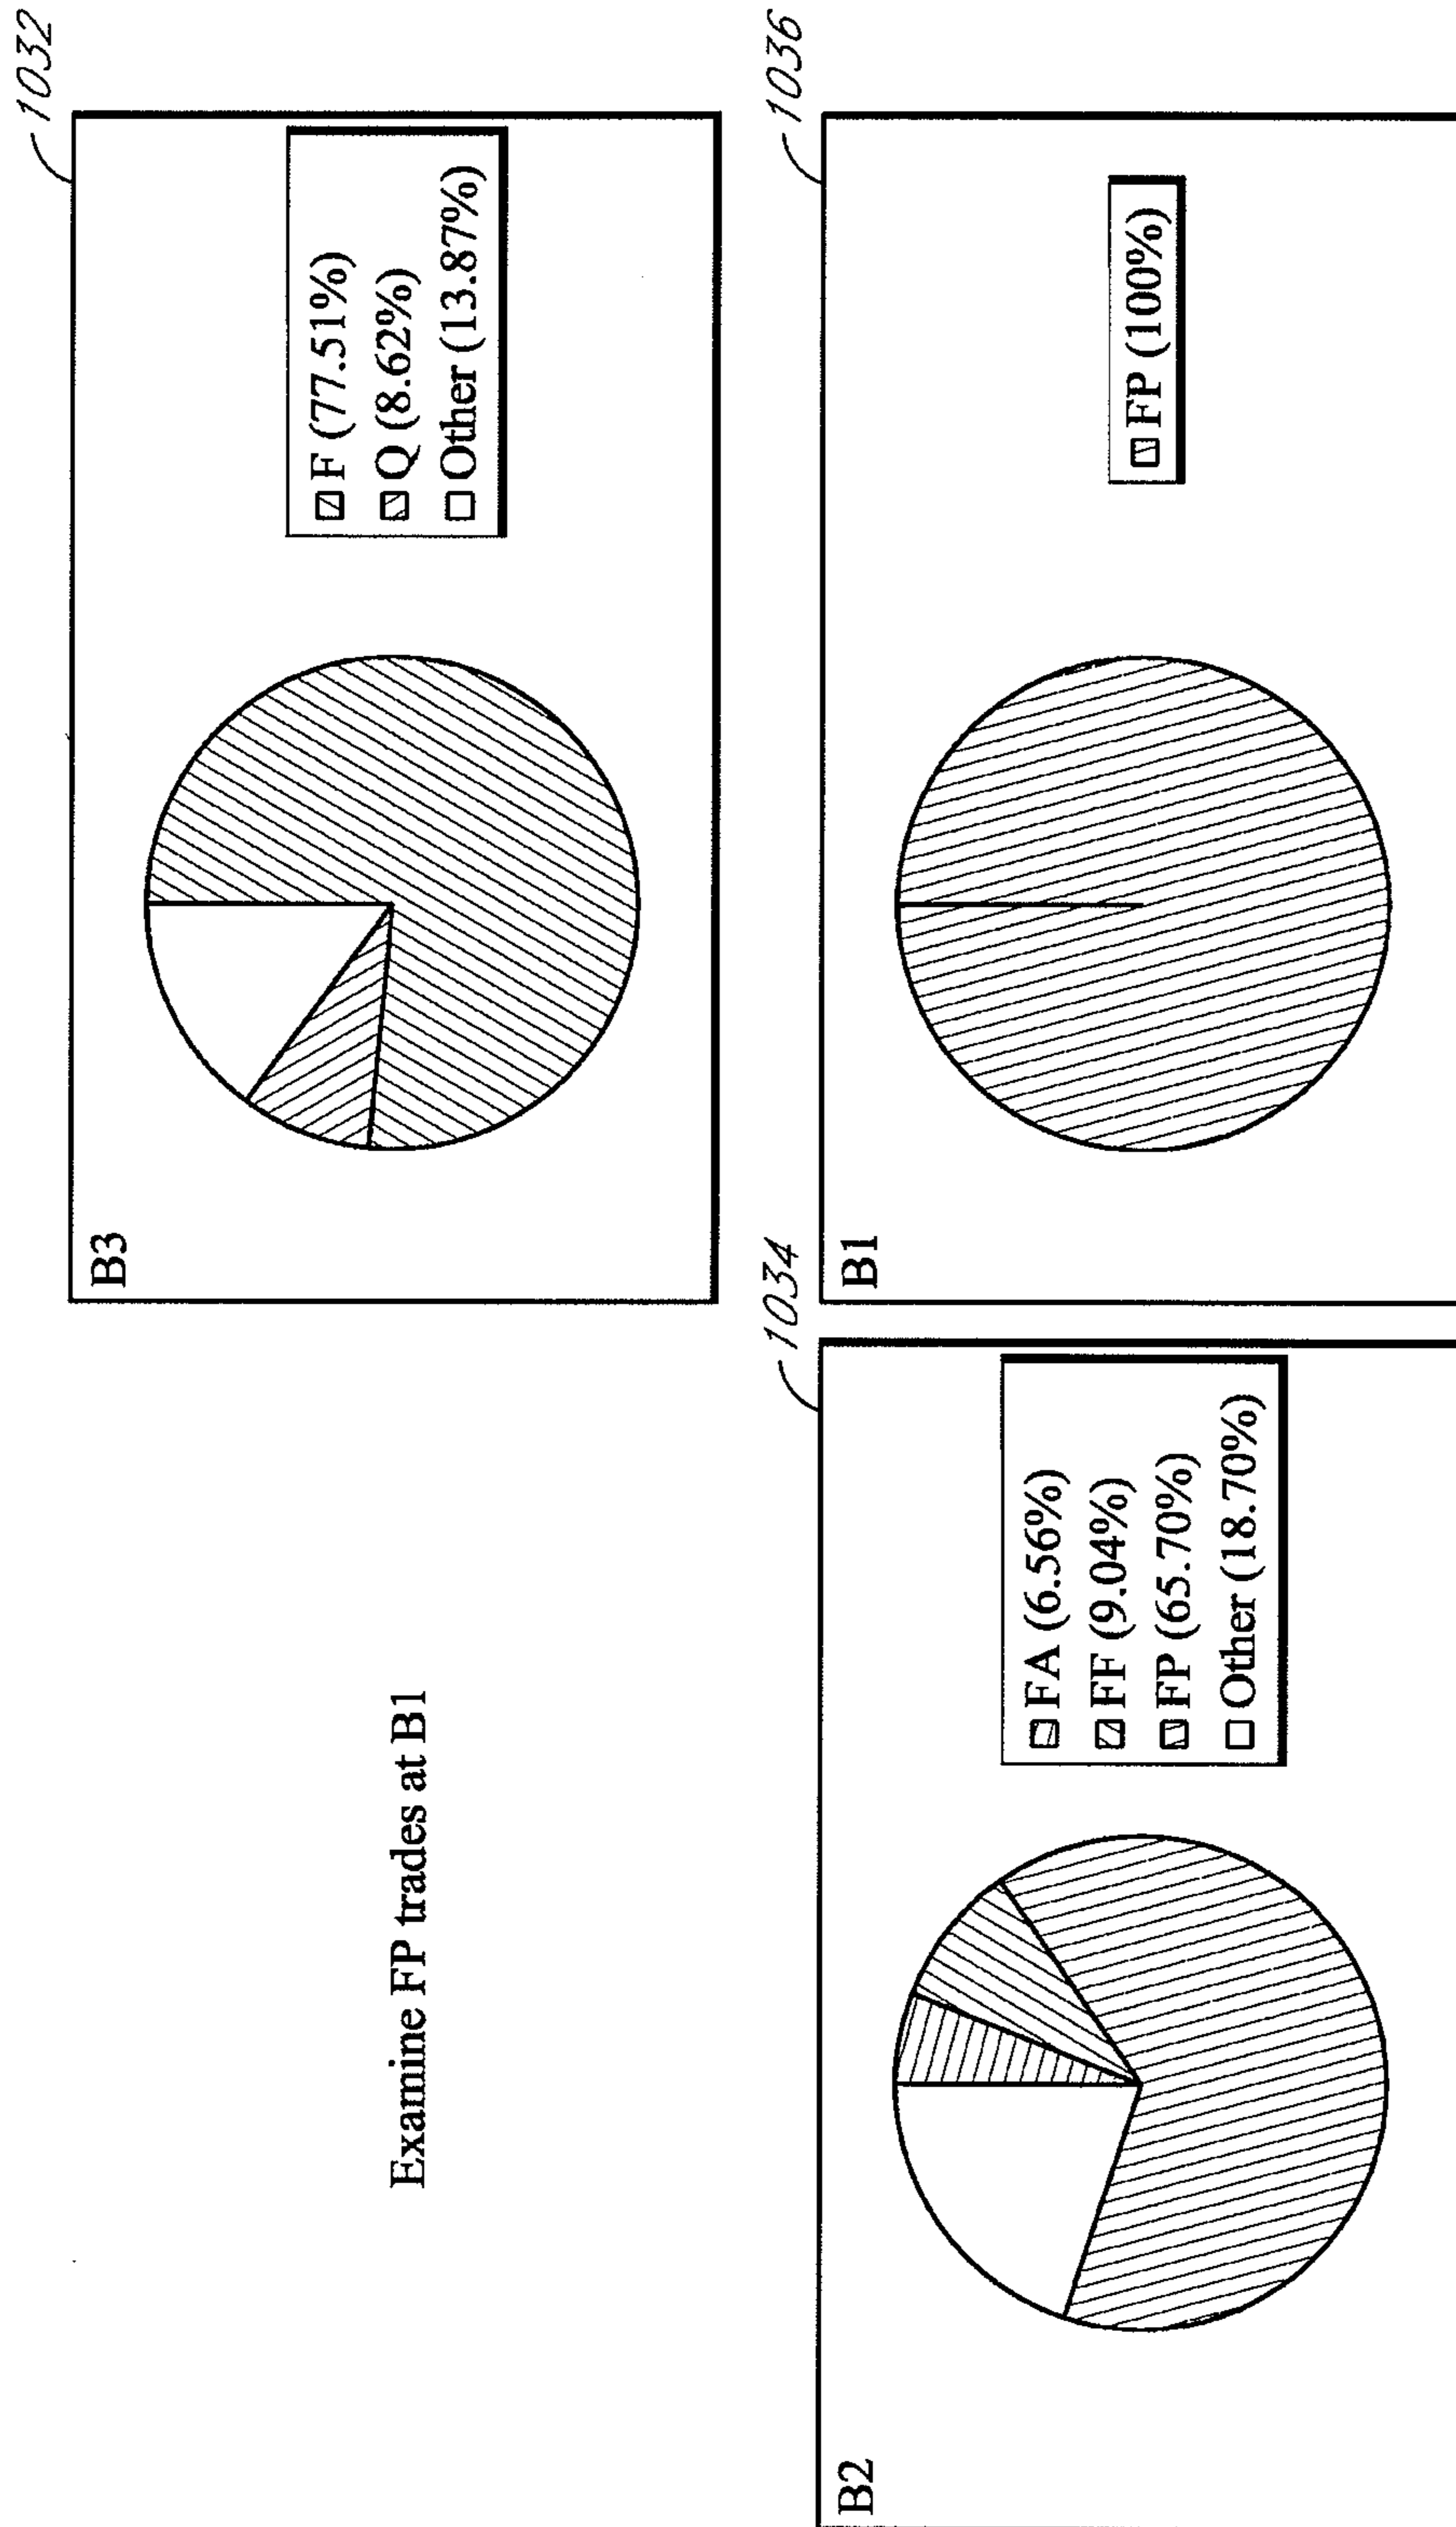 Examine FP trades at B1
1032
B3
F (77.51%)
Q (8.62%)
Other (13.87%)
1034
B2
FA (6.56%)
FF (9.04%)
FP (65.70%)
Other (18.70%)
1036
B1
FP (100%)